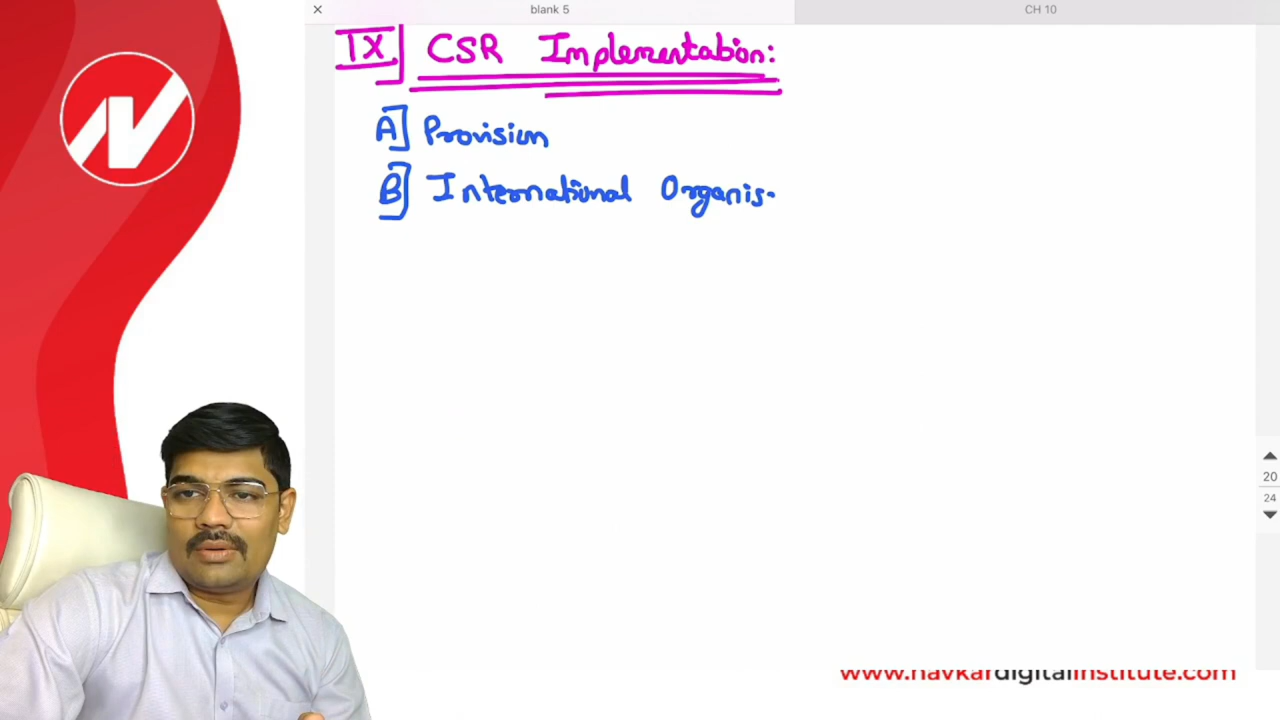 × blank 5 CH 10
IX] CSR Implementation:
A] Provision
B] International Organis-
20
24
www.navkardigitalinstitute.com